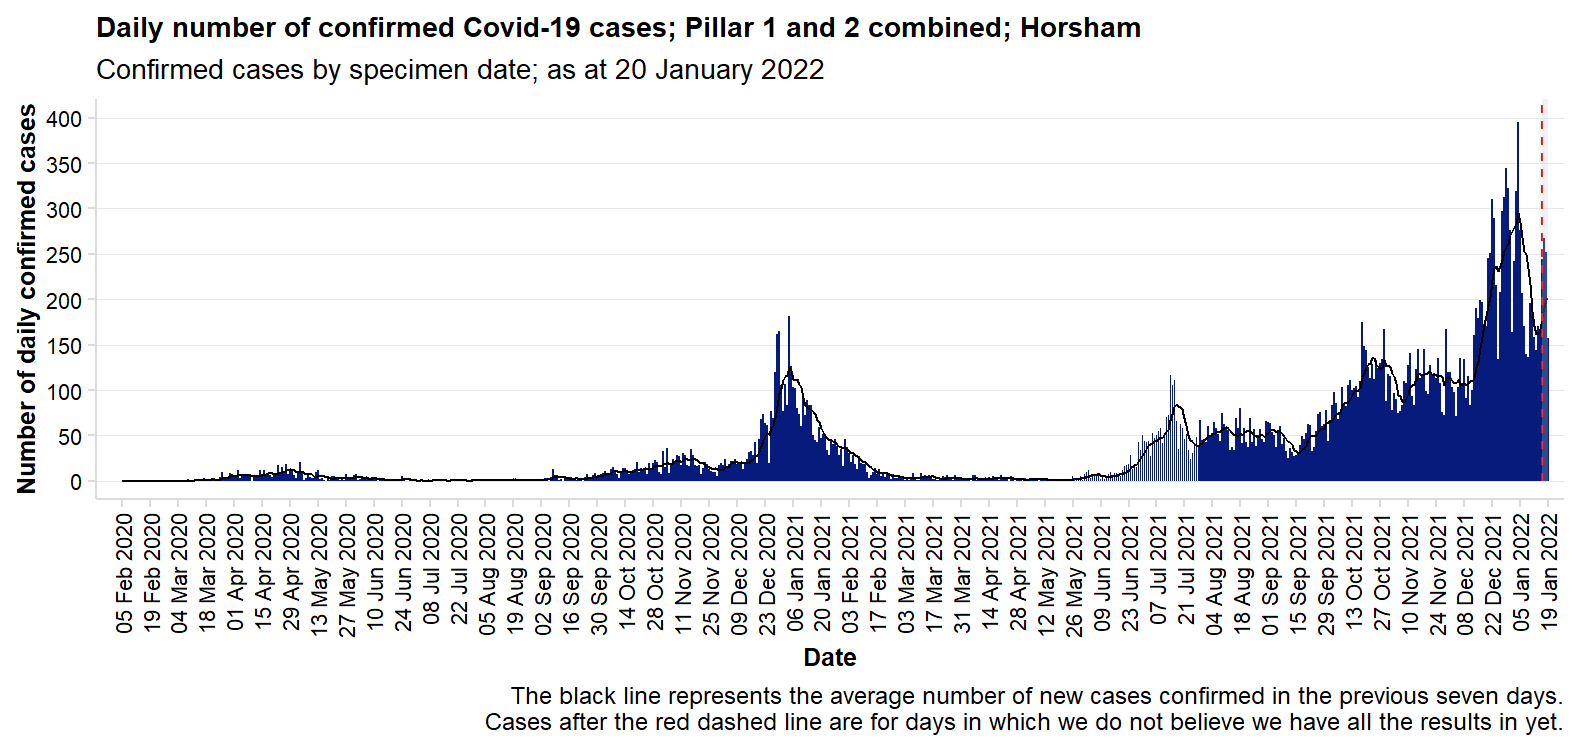 Daily number of confirmed Covid-19 cases; Pillar 1 and 2 combined; Horsham
Confirmed cases by specimen date; as at 20 January 2022
Number of daily confirmed cases
400
350
300
250
200
150
100
50
0
05 Feb 2020
19 Feb 2020
04 Mar 2020
18 Mar 2020
01 Apr 2020
15 Apr 2020
29 Apr 2020
13 May 2020
27 May 2020
10 Jun 2020
24 Jun 2020
08 Jul 2020
22 Jul 2020
05 Aug 2020
19 Aug 2020
02 Sep 2020
16 Sep 2020
30 Sep 2020
14 Oct 2020
28 Oct 2020
11 Nov 2020
25 Nov 2020
09 Dec 2020
23 Dec 2020
06 Jan 2021
20 Jan 2021
03 Feb 2021
17 Feb 2021
03 Mar 2021
17 Mar 2021
31 Mar 2021
14 Apr 2021
28 Apr 2021
12 May 2021
26 May 2021
09 Jun 2021
23 Jun 2021
07 Jul 2021
21 Jul 2021
04 Aug 2021
18 Aug 2021
01 Sep 2021
15 Sep 2021
29 Sep 2021
13 Oct 2021
27 Oct 2021
10 Nov 2021
24 Nov 2021
08 Dec 2021
22 Dec 2021
05 Jan 2022
19 Jan 2022
Date
The black line represents the average number of new cases confirmed in the previous seven days.
Cases after the red dashed line are for days in which we do not believe we have all the results in yet.